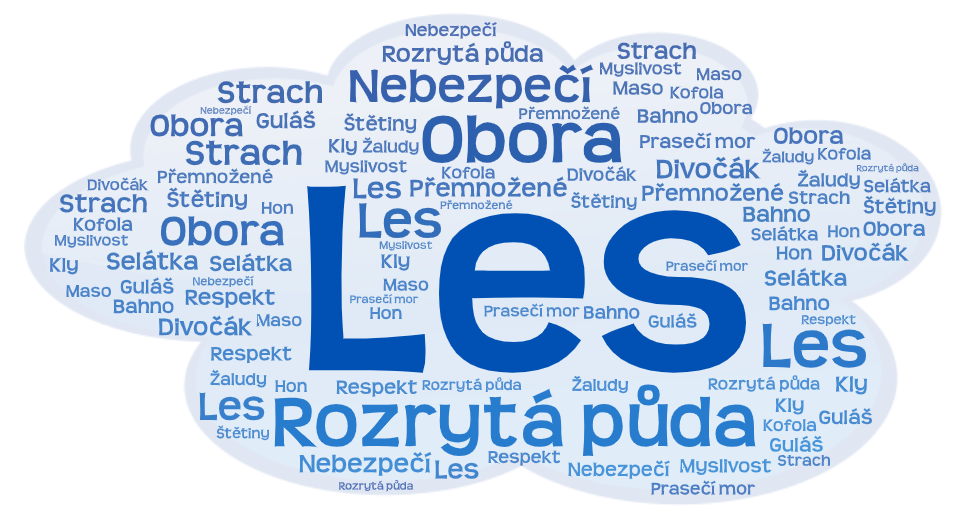 Nebezpečí
Rozrytá půda
Strach
Myslivost
Maso
Nebezpečí
Maso
Kofola
Strach
Nebezpečí
Obora
Guláš
Štětiny
Obora
Přemnožené
Bahno
Obora
Strach
Kly
Žaludy
Prasečí mor
Obora
Žaludy
Kofola
Myslivost
Kofola
Divočák
Divočák
Rozrytá půda
Divočák
Přemnožené
Les
Přemnožené
Štětiny
Přemnožené
Strach
Žaludy
Selátka
Strach
Štětiny
Hon
Přemnožené
Štětiny
Kofola
Obora
Les
Bahno
Myslivost
Myslivost
Selátka
Hon
Obora
Kly
Selátka
Selátka
Kly
Les
Prasečí mor
Hon
Divočák
Maso
Guláš
Nebezpečí
Respekt
Maso
Selátka
Bahno
Prasečí mor
Hon
Prasečí mor
Bahno
Guláš
Bahno
Divočák
Maso
Respekt
Les
Respekt
Žaludy
Hon
Respekt
Rozrytá půda
Žaludy
Rozrytá půda
Kly
Les
Rozrytá půda
Kly
Štětiny
Kofola
Guláš
Nebezpečí
Les
Respekt
Nebezpečí
Myslivost
Guláš
Strach
Rozrytá půda
Prasečí mor